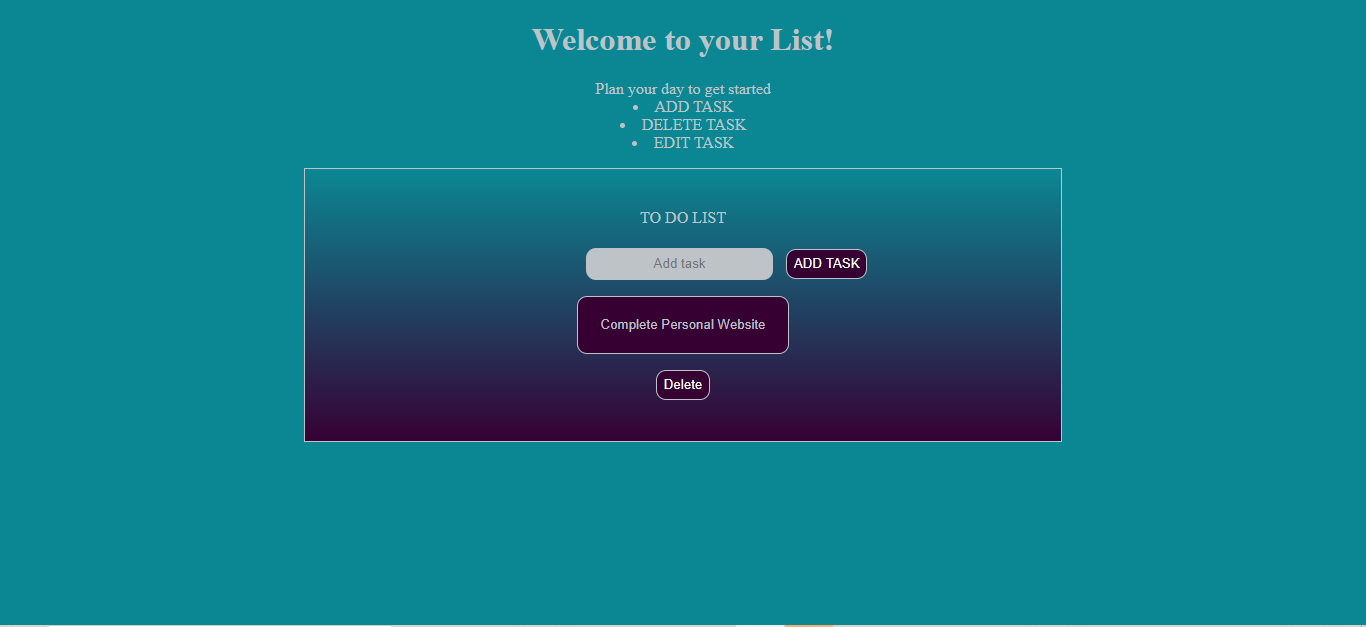 Welcome to your List!
Plan your day to get started
• ADD TASK
• DELETE TASK
• EDIT TASK
TO DO LIST
Add task ADD TASK
Complete Personal Website
Delete